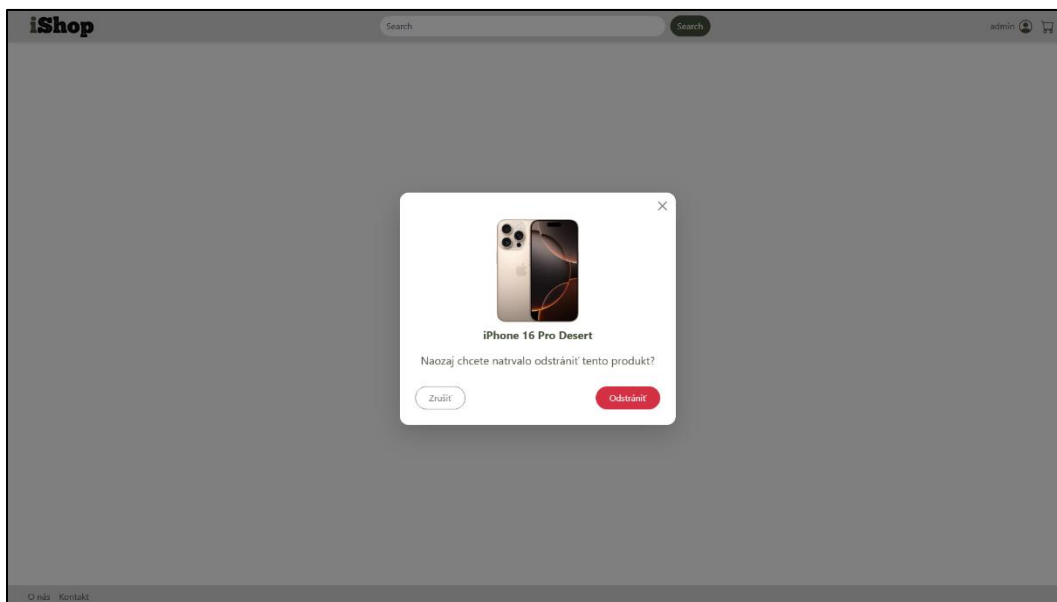 iShop
Search
Search
admin
iPhone 16 Pro Desert
Naozaj chcete natrvalo odstrániť tento produkt?
Zrušiť
Odstrániť
O nás Kontakt